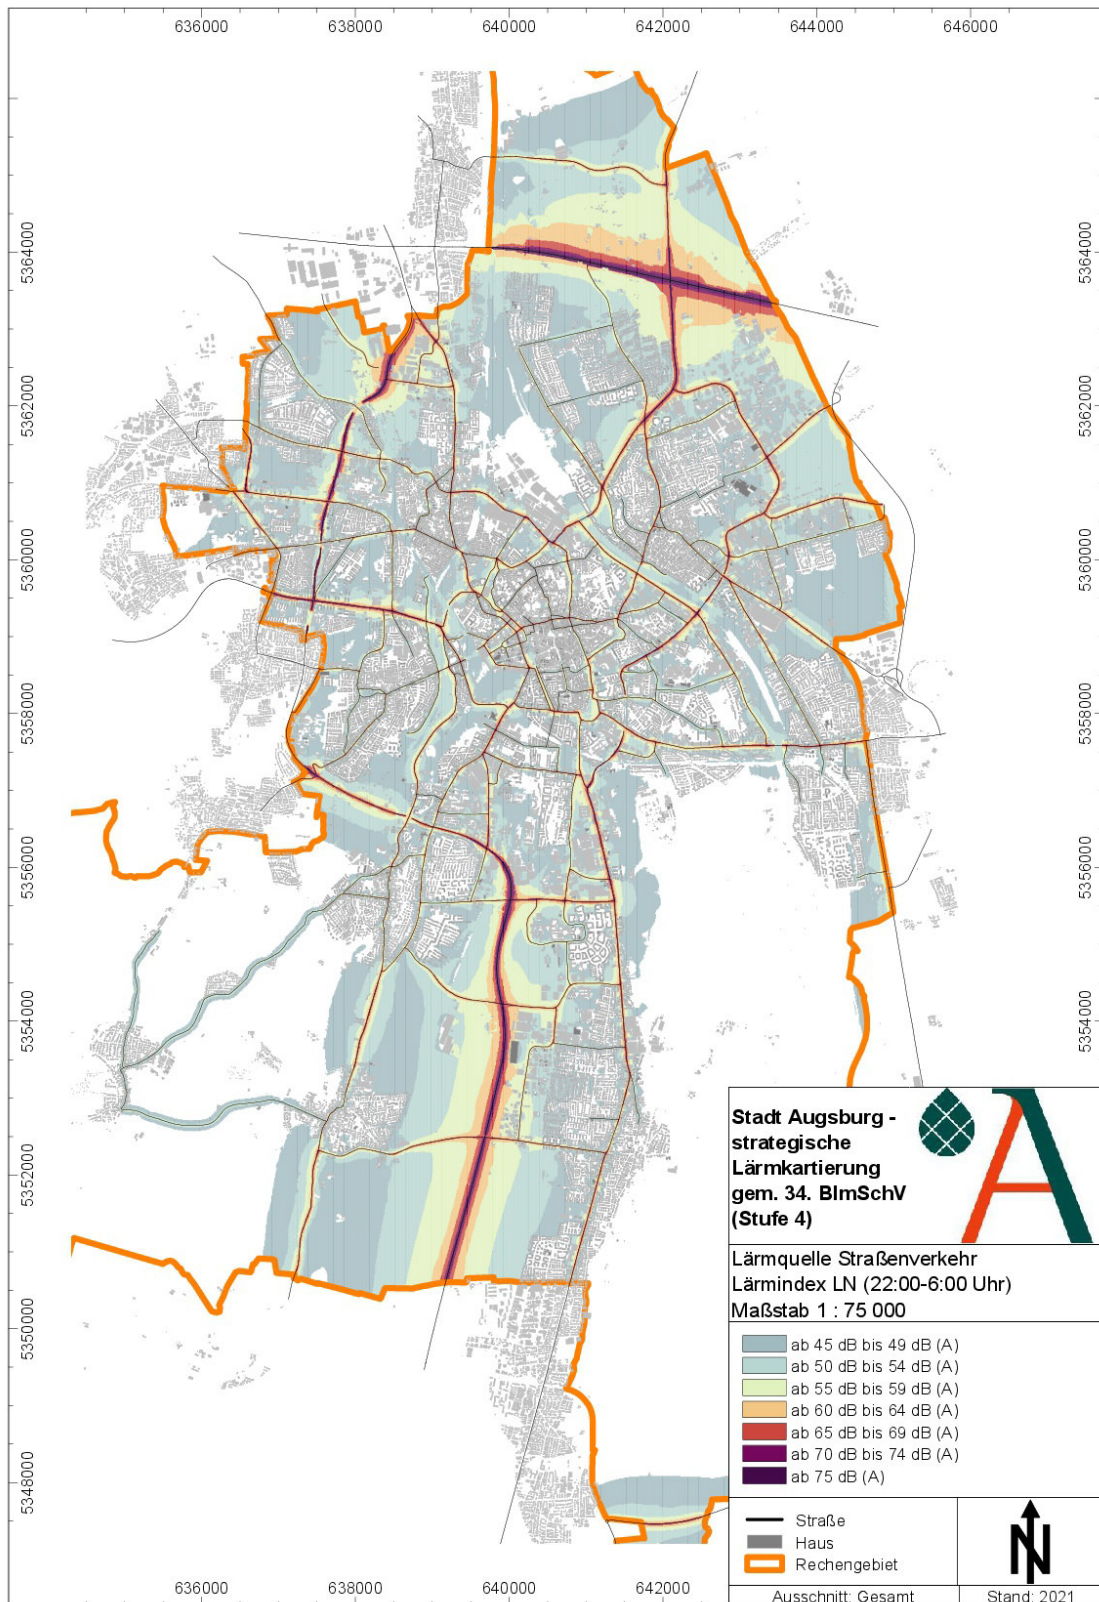 636000 638000 640000 642000 644000 646000
5364000
5364000
5362000
5362000
5360000
5360000
5358000
5358000
5356000
5356000
5354000
5354000
5352000
5350000
5348000
Stadt Augsburg -
strategische
Lärmkartierung
gem. 34. BImSchV
(Stufe 4)
A
Lärmquelle Straßenverkehr
Lärmindex LN (22:00-6:00 Uhr)
Maßstab 1 : 75 000
ab 45 dB bis 49 dB (A)
ab 50 dB bis 54 dB (A)
ab 55 dB bis 59 dB (A)
ab 60 dB bis 64 dB (A)
ab 65 dB bis 69 dB (A)
ab 70 dB bis 74 dB (A)
ab 75 dB (A)
Straße
Haus
Rechengebiet
N
636000 638000 640000 642000
Ausschnitt: Gesamt Stand: 2021